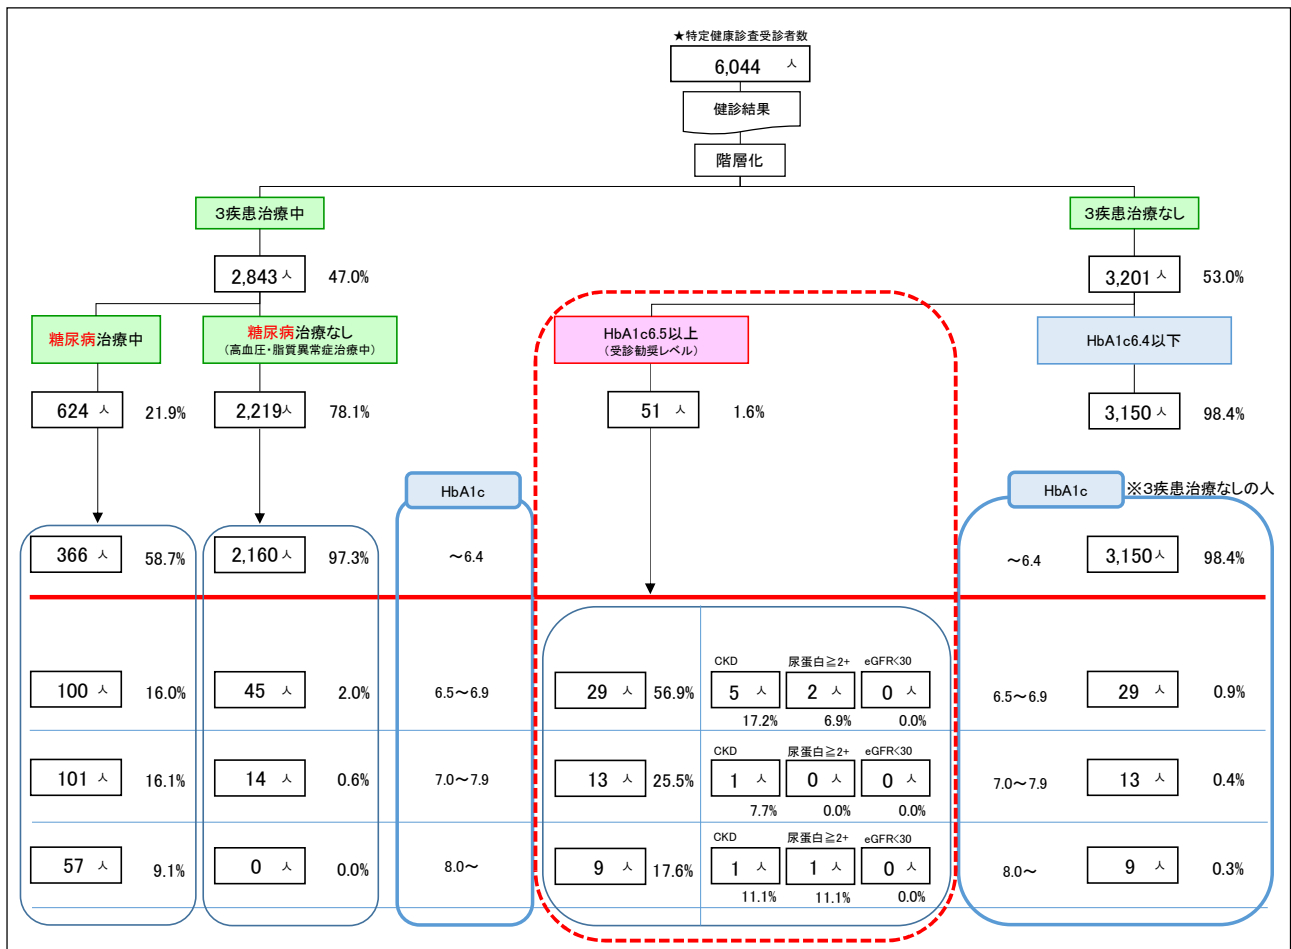 ★特定健康診査受診者数
6,044 人
健診結果
階層化
3疾患治療中
3疾患治療なし
2,843 人 47.0%
3,201 人 53.0%
糖尿病治療中
糖尿病治療なし
(高血圧・脂質異常症治療中)
HbA1c6.5以上
(受診勧奨レベル)
HbA1c6.4以下
624 人 21.9%
2,219人 78.1%
51 人 1.6%
3,150 人 98.4%
HbA1c
HbA1c ※3疾患治療なしの人
366 人 58.7% 2,160 人 97.3% ～6.4 ～6.4 3,150 人 98.4%
CKD 尿蛋白≧2+ eGFR<30
100 人 16.0% 45 人 2.0% 6.5～6.9 29 人 56.9% 5 人 2 人 0 人 6.5～6.9 29 人 0.9%
17.2% 6.9% 0.0%
CKD 尿蛋白≧2+ eGFR<30
101 人 16.1% 14 人 0.6% 7.0～7.9 13 人 25.5% 1 人 0 人 0 人 7.0～7.9 13 人 0.4%
7.7% 0.0% 0.0%
CKD 尿蛋白≧2+ eGFR<30
57 人 9.1% 0 人 0.0% 8.0～ 9 人 17.6% 1 人 1 人 0 人 8.0～ 9 人 0.3%
11.1% 11.1% 0.0%